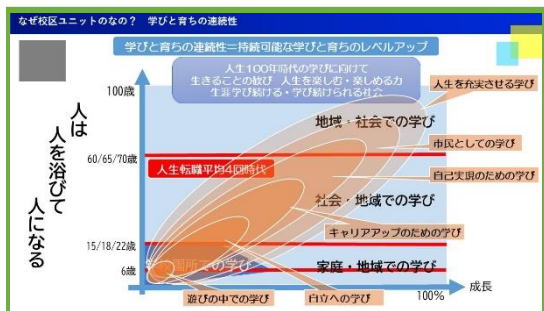 なぜ校区ユニットのなの？ 学びと育ちの連続性
学びと育ちの連続性＝持続可能な学びと育ちのレベルアップ
人生100年時代の学びに向けて
生きることの歓び 人生を楽しむ・楽しめる力
生涯学び続ける・学び続けられる社会
人は
人を浴びて
人になる
100歳
人生を充実させる学び
地域・社会での学び
市民としての学び
60/65/70歳
人生転職平均4回時代
自己実現のための学び
社会・地域での学び
キャリアアップのための学び
15/18/22歳
園所での学び
家庭・地域での学び
6歳
成長
遊びの中での学び
自立への学び
100%